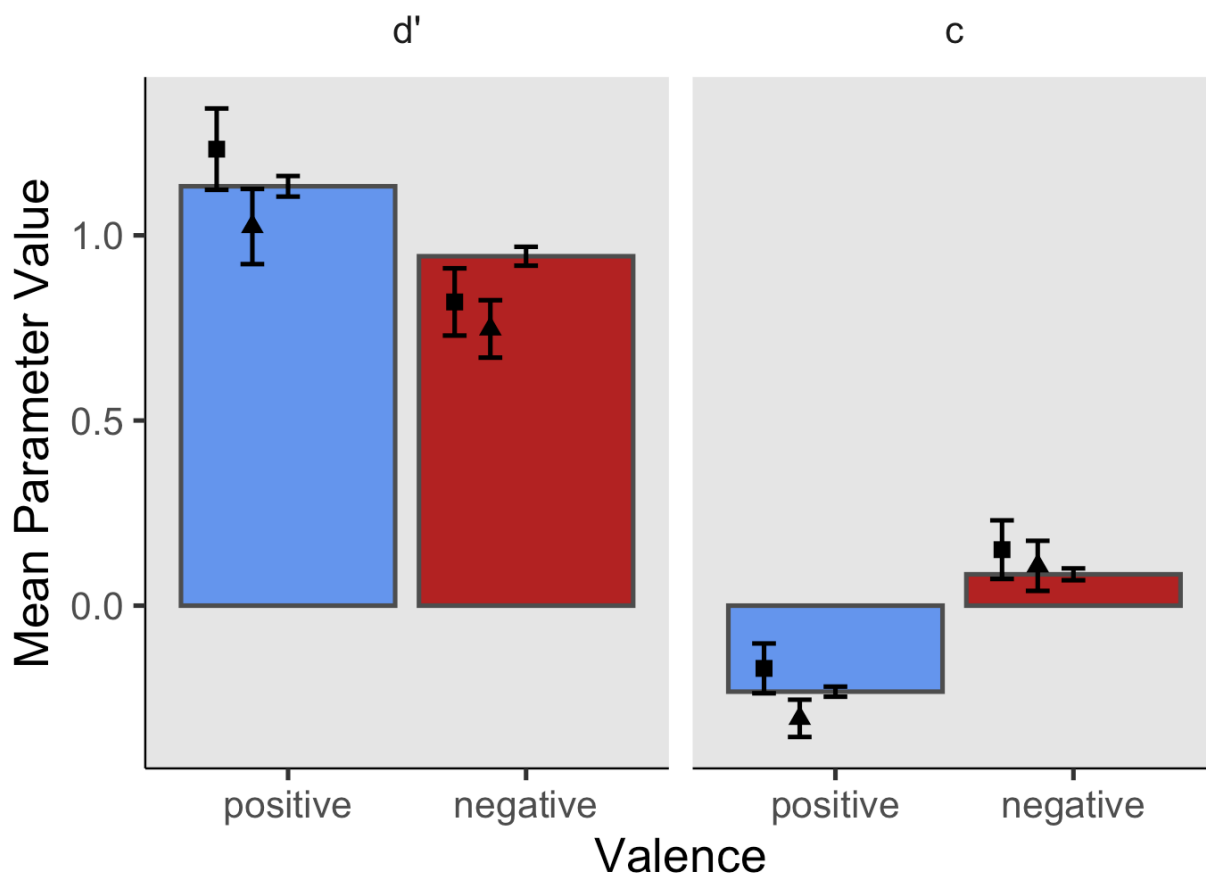 d' c
Mean Parameter Value
1.0
0.5
0.0
positive negative positive negative
Valence